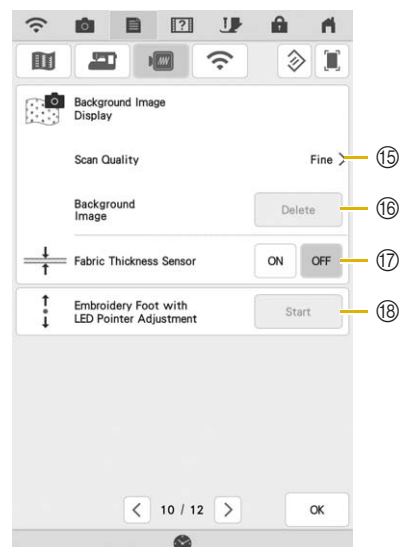 Background Image
Display
Scan Quality
Fine >
⑮
Background
Image
Delete
⑯
Fabric Thickness Sensor
ON
OFF
⑰
Embroidery Foot with
LED Pointer Adjustment
Start
⑱
< 10 / 12 >
OK